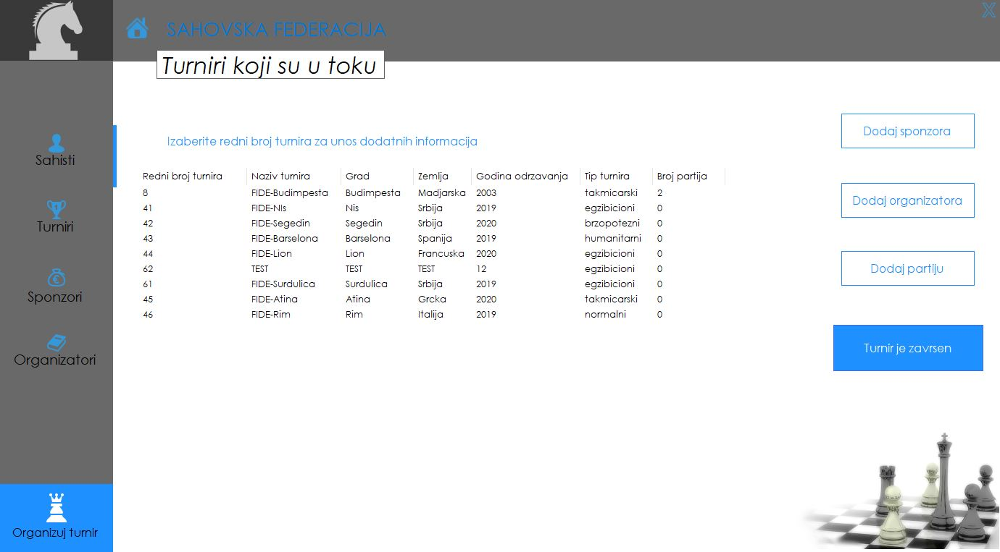 X
SAHOVSKA FEDERACIJA
Turniri koji su u toku
Sahisti
Turniri
Sponzori
Organizatori
Organizuj turnir
Izaberite redni broj turnira za unos dodatnih informacija
Redni broj turnira Naziv turnira Grad Zemlja Godina odrzavanja Tip turnira Broj partija
8 FIDE-Budimpesta Budimpesta Madjarska 2003 takmicarski 2
41 FIDE-NIs Nis Srbija 2019 egzibicioni 0
42 FIDE-Segedin Segedin Srbija 2020 brzopotezni 0
43 FIDE-Barselona Barselona Spanija 2019 humanitarni 0
44 FIDE-Lion Lion Francuska 2020 egzibicioni 0
62 TEST TEST TEST 12 egzibicioni 0
61 FIDE-Surdulica Surdulica Srbija 2019 egzibicioni 0
45 FIDE-Atina Atina Grcka 2020 takmicarski 0
46 FIDE-Rim Rim Italija 2019 normalni 0
Dodaj sponzora
Dodaj organizatora
Dodaj partiju
Turnir je zavrsen